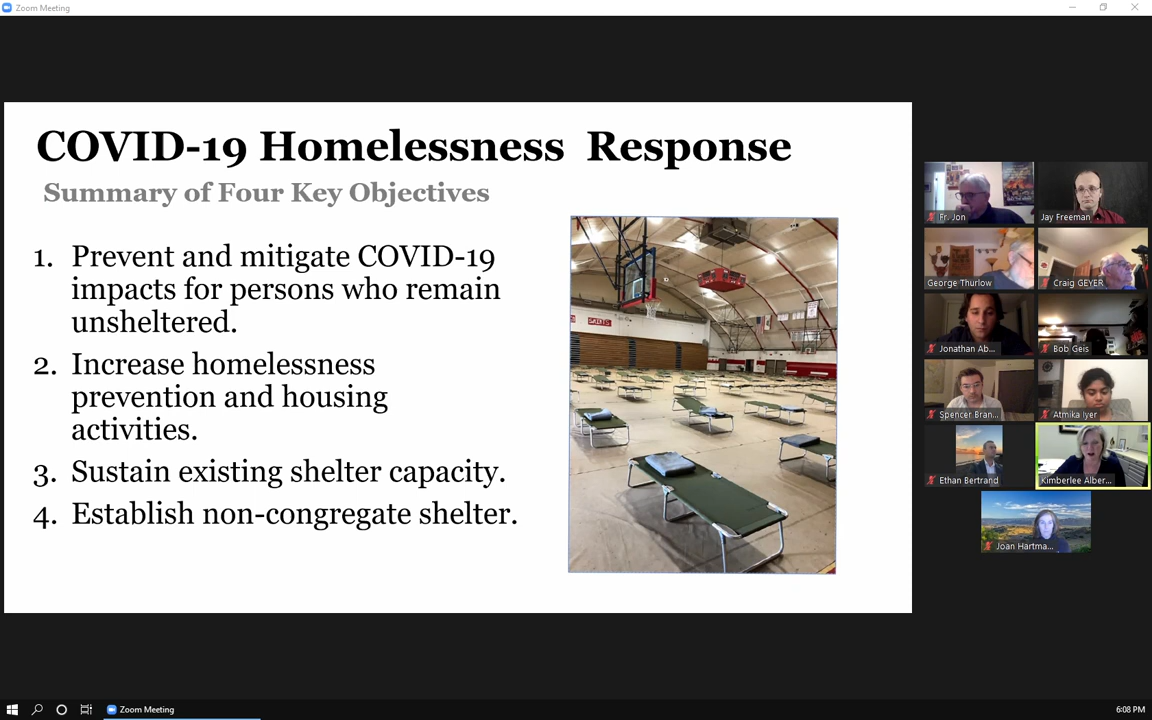 Zoom Meeting
COVID-19 Homelessness Response
Summary of Four Key Objectives
1. Prevent and mitigate COVID-19
impacts for persons who remain
unsheltered.
2. Increase homelessness
prevention and housing
activities.
3. Sustain existing shelter capacity.
4. Establish non-congregate shelter.
Fr. Jon
Jay Freeman
George Thurlow
Craig GEYER
Jonathan Ab...
Bob Geis
Spencer Bran...
Atmika Iyer
Ethan Bertrand
Kimberlee Alber...
Joan Hartma...
Zoom Meeting
6:08 PM